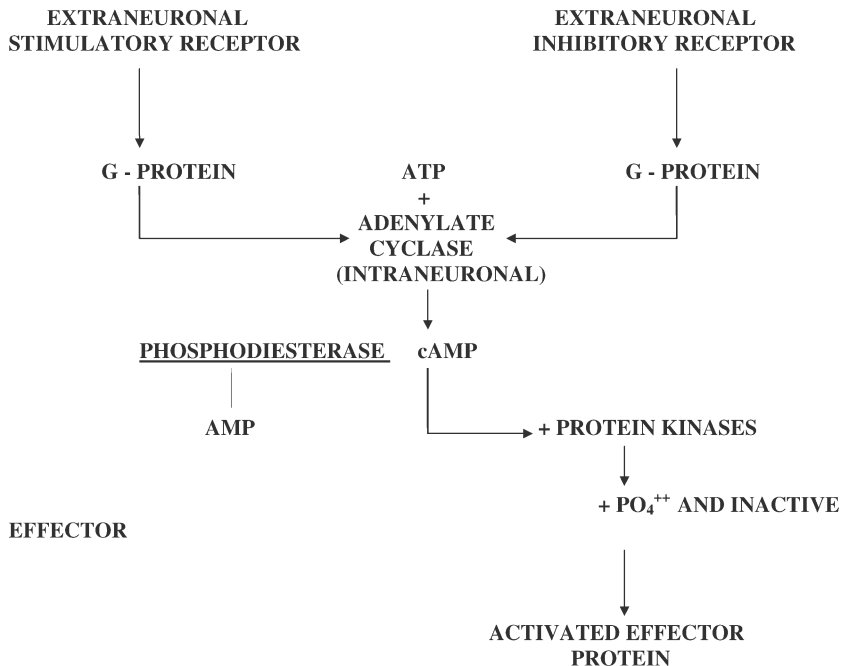 EXTRANEURONAL
STIMULATORY RECEPTOR
EXTRANEURONAL
INHIBITORY RECEPTOR
G - PROTEIN
ATP
G - PROTEIN
+
ADENYLATE
CYCLASE
(INTRANEURONAL)
PHOSPHODIESTERASE
cAMP
AMP
+ PROTEIN KINASES
+ PO₄⁺⁺ AND INACTIVE
EFFECTOR
ACTIVATED EFFECTOR
PROTEIN